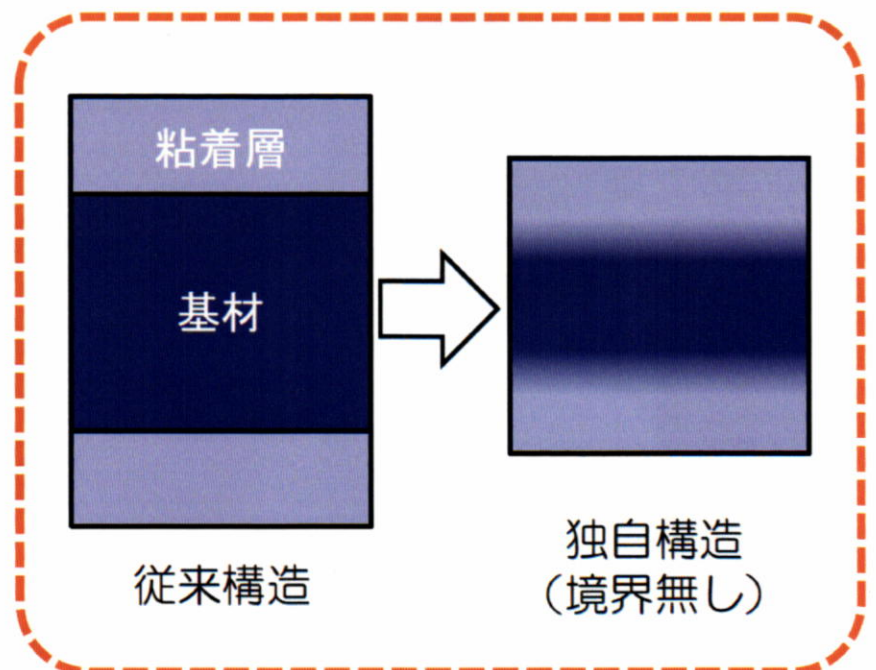 粘着層
基材
従来構造
独自構造
（境界無し）